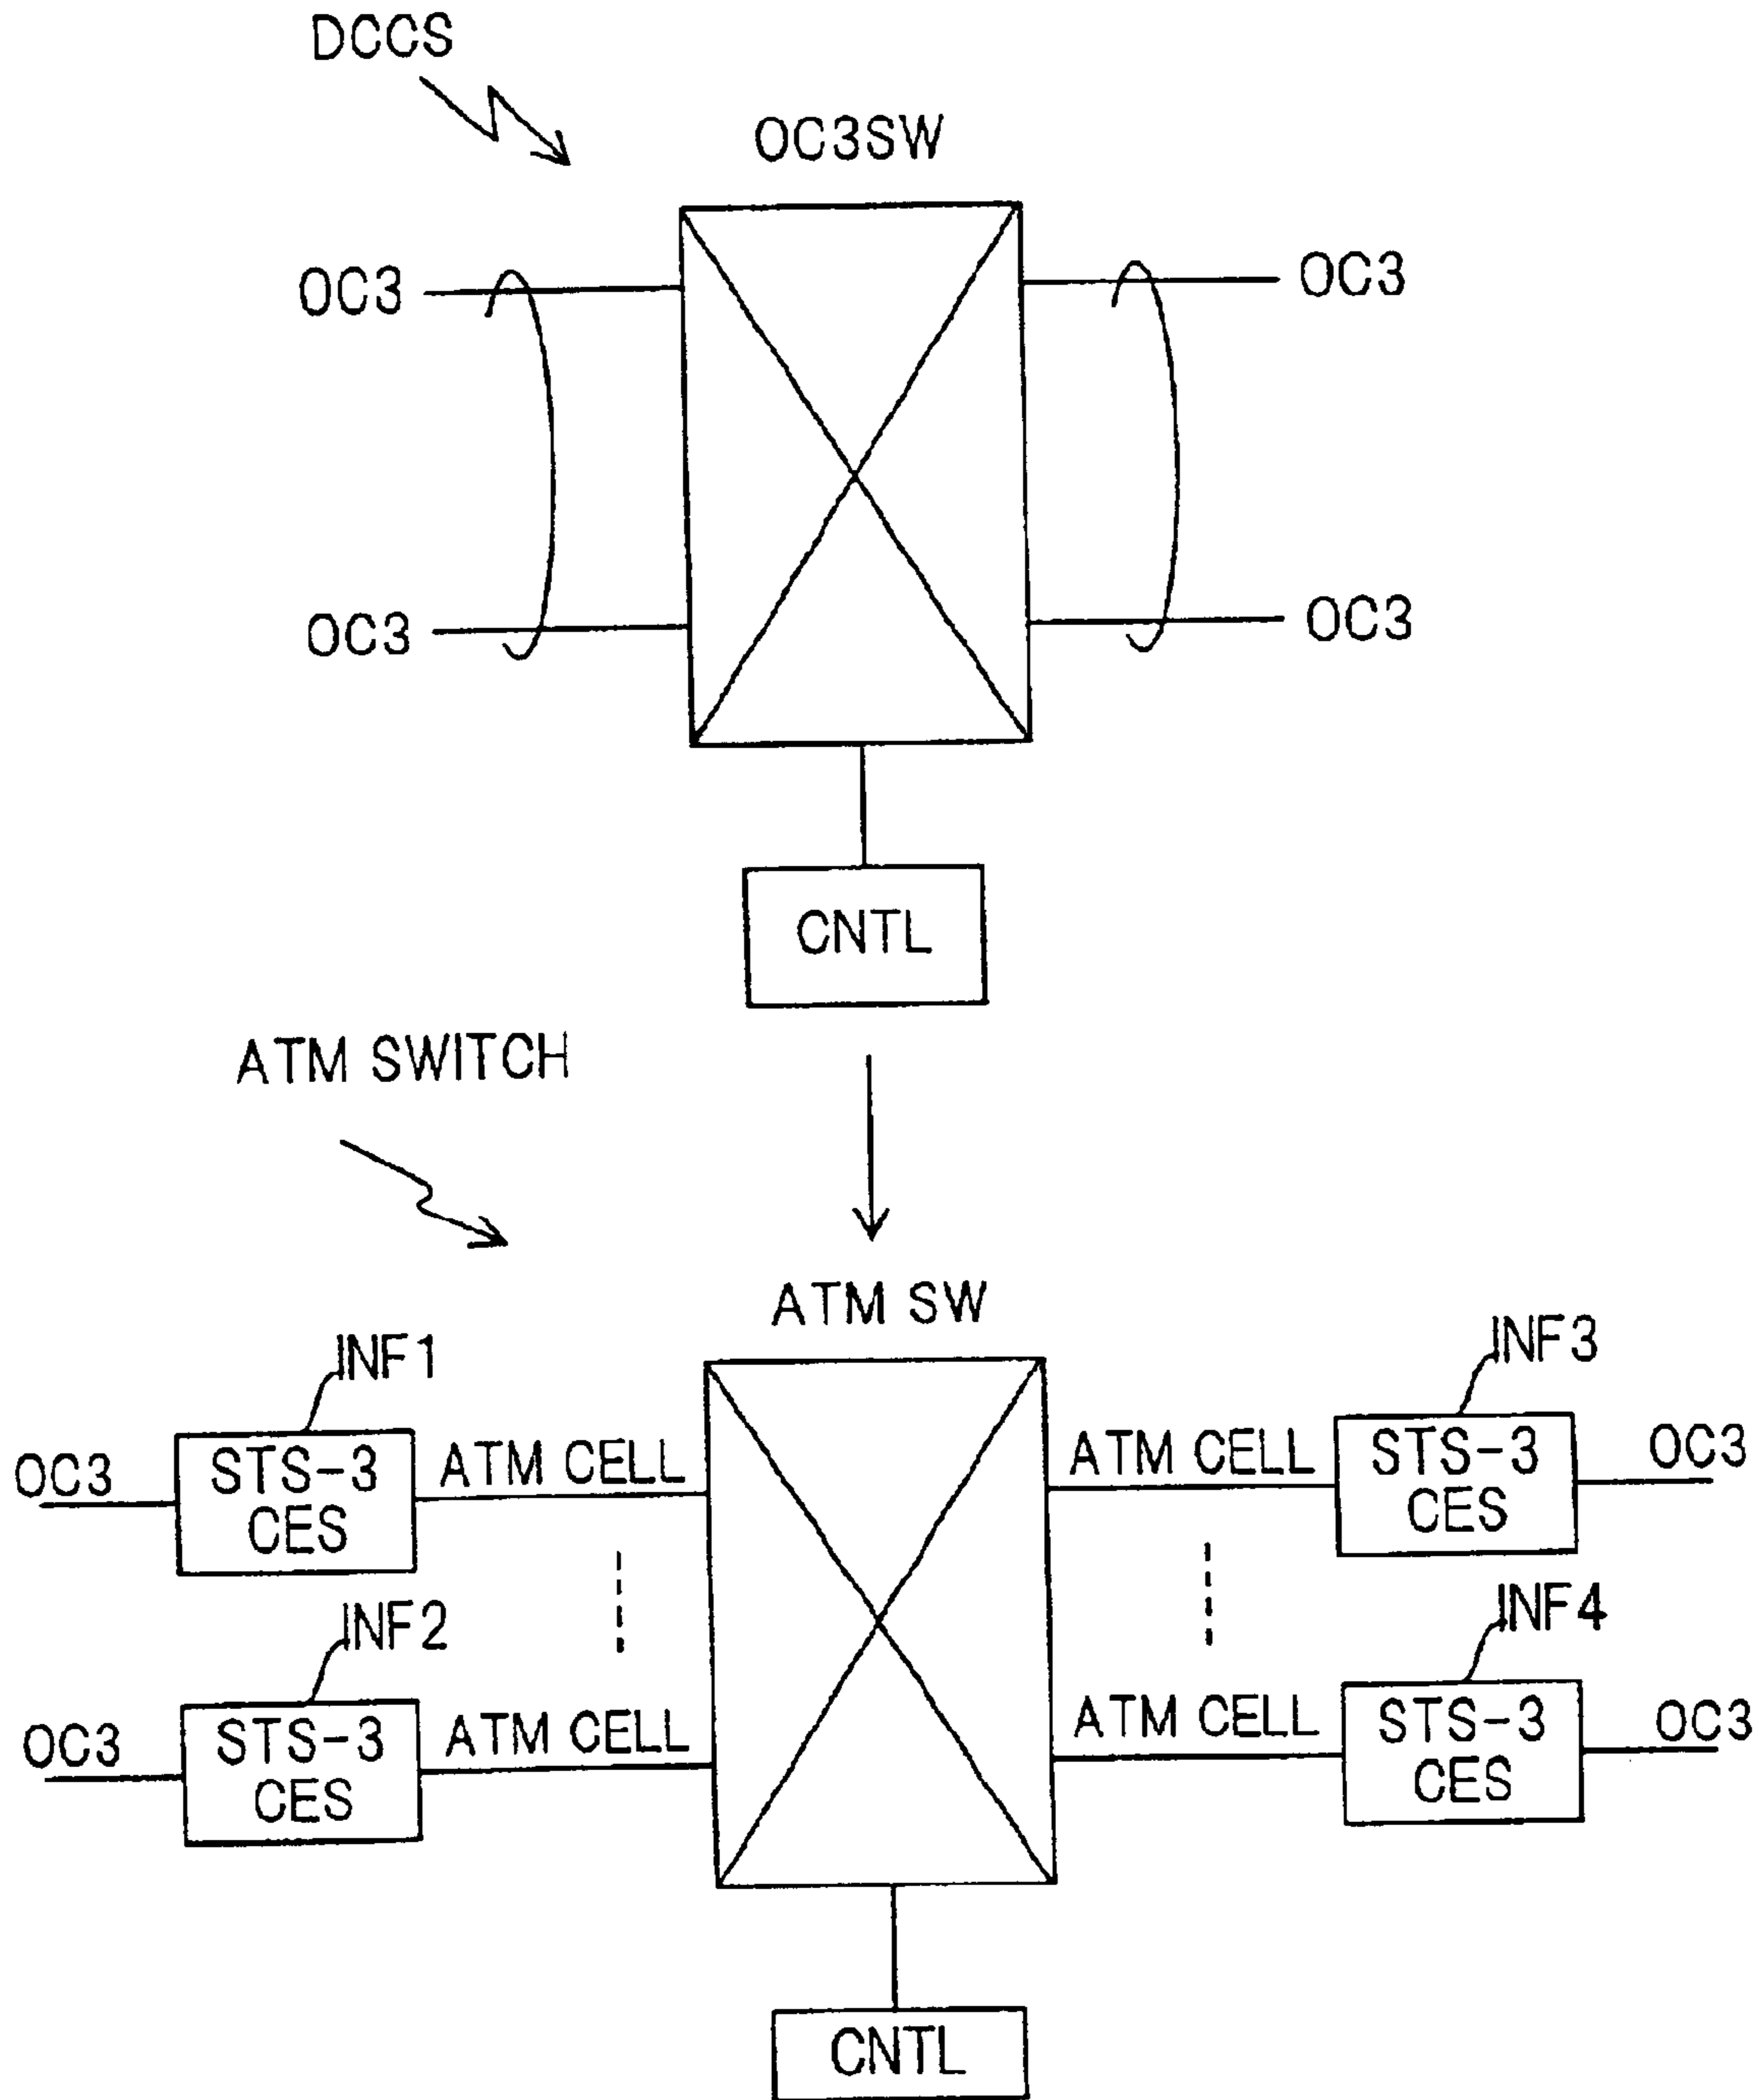 DCCS
OC3SW
OC3
OC3
OC3
OC3
CNTL
ATM SWITCH
ATM SW
INF1
INF3
OC3
STS-3
CES
ATM CELL
ATM CELL
STS-3
CES
OC3
INF2
INF4
OC3
STS-3
CES
ATM CELL
ATM CELL
STS-3
CES
OC3
CNTL